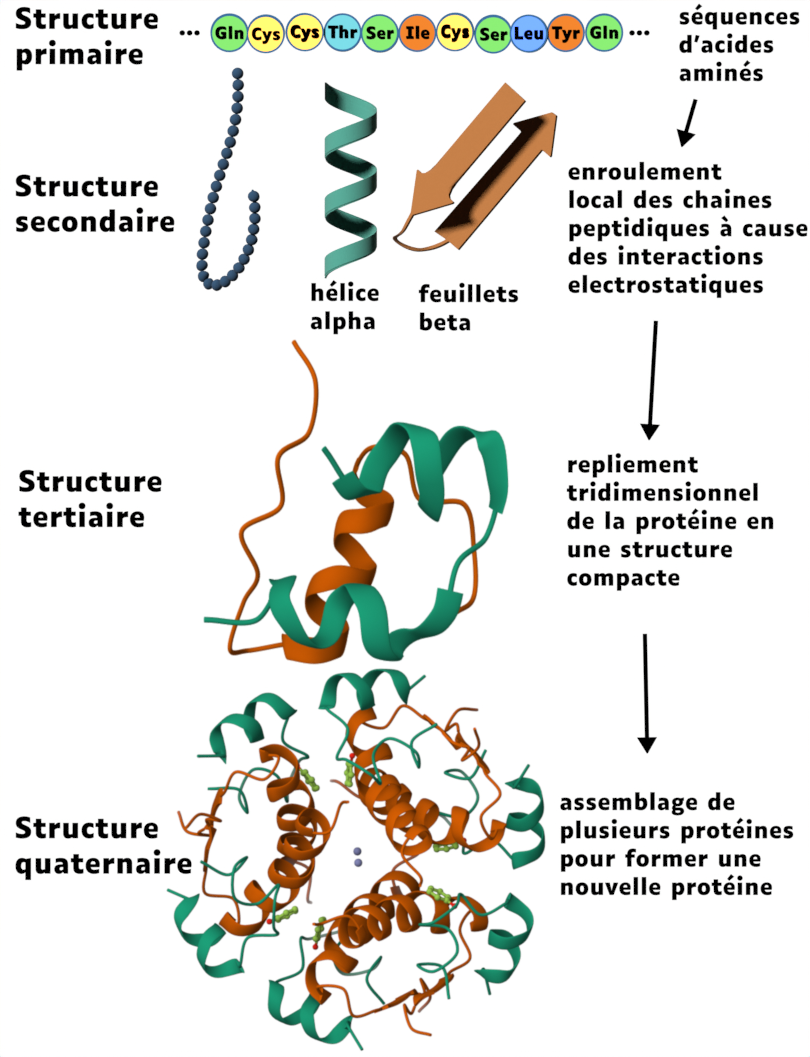 Structure
primaire
... Gln Cys Cys Thr Ser Ile Cys Ser Leu Tyr Gln ...
séquences
d'acides
aminés
Structure
secondaire
hélice
alpha
feuillets
beta
enroulement
local des chaines
peptidiques à cause
des interactions
electrostatiques
Structure
tertiaire
repliement
tridimensionnel
de la protéine en
une structure
compacte
Structure
quaternaire
assemblage de
plusieurs protéines
pour former une
nouvelle protéine